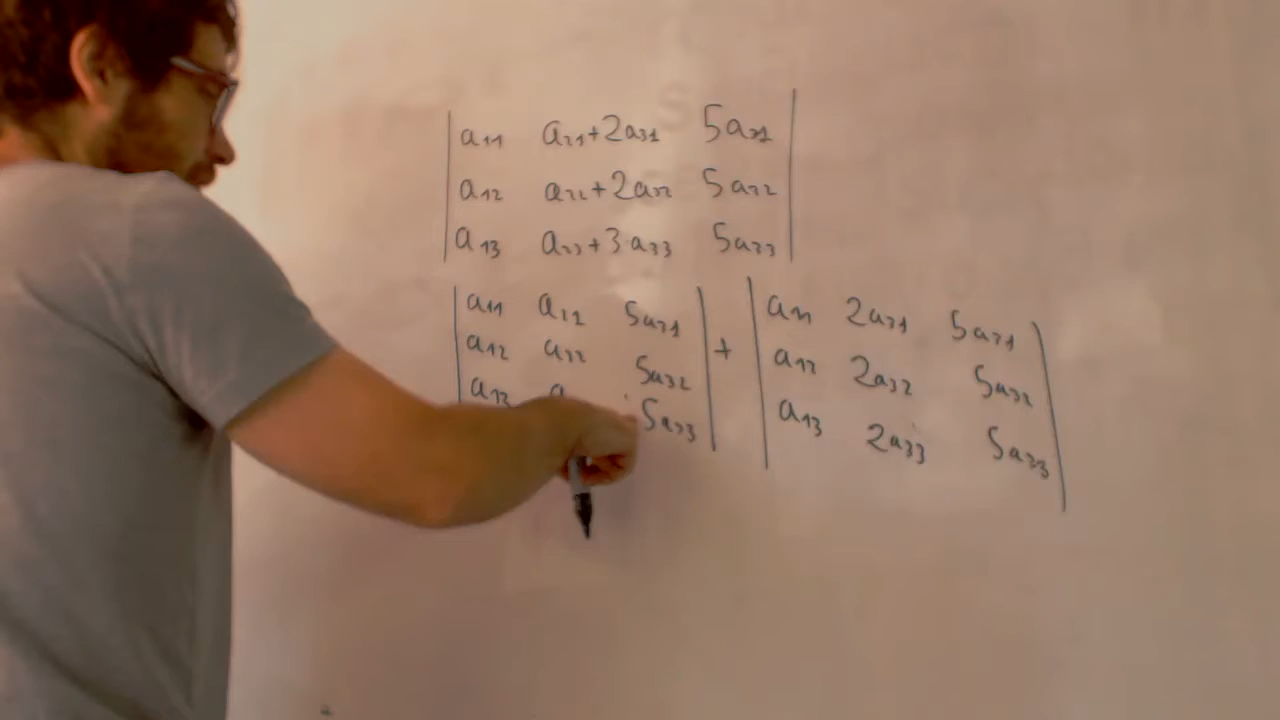 | a11 a21+2a31 5a31 |
| a12 a22+2a32 5a32 |
| a13 a23+3a33 5a33 |
| a11 a12 5a31 | + | a11 2a31 5a31 |
| a12 a22 5a32 | | a12 2a32 5a32 |
| a13 a 5a33 | | a13 2a33 5a33 |